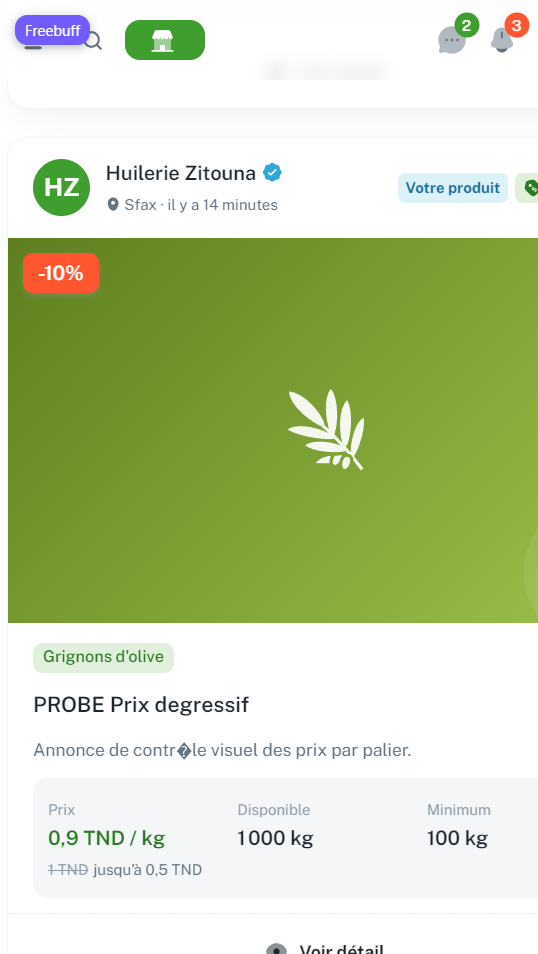 Freebuff
2
3
HZ
Huilerie Zitouna
Sfax · il y a 14 minutes
Votre produit
-10%
Grignons d'olive
PROBE Prix degressif
Annonce de contr�le visuel des prix par palier.
Prix
Disponible
Minimum
0,9 TND / kg
1 000 kg
100 kg
1 TND jusqu'à 0,5 TND
Voir détail